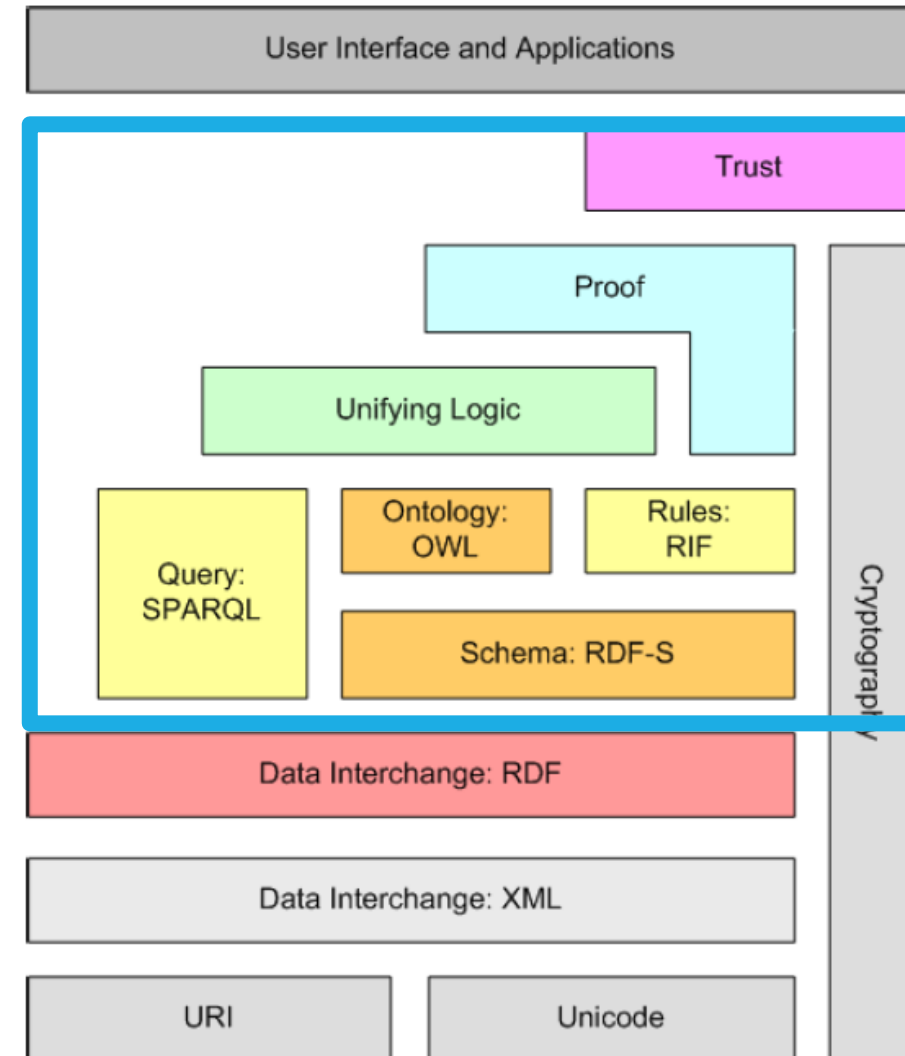 User Interface and Applications
Trust
Proof
Unifying Logic
Ontology:
OWL
Rules:
RIF
Query:
SPARQL
Schema: RDF-S
Cryptography
Data Interchange: RDF
Data Interchange: XML
URI
Unicode